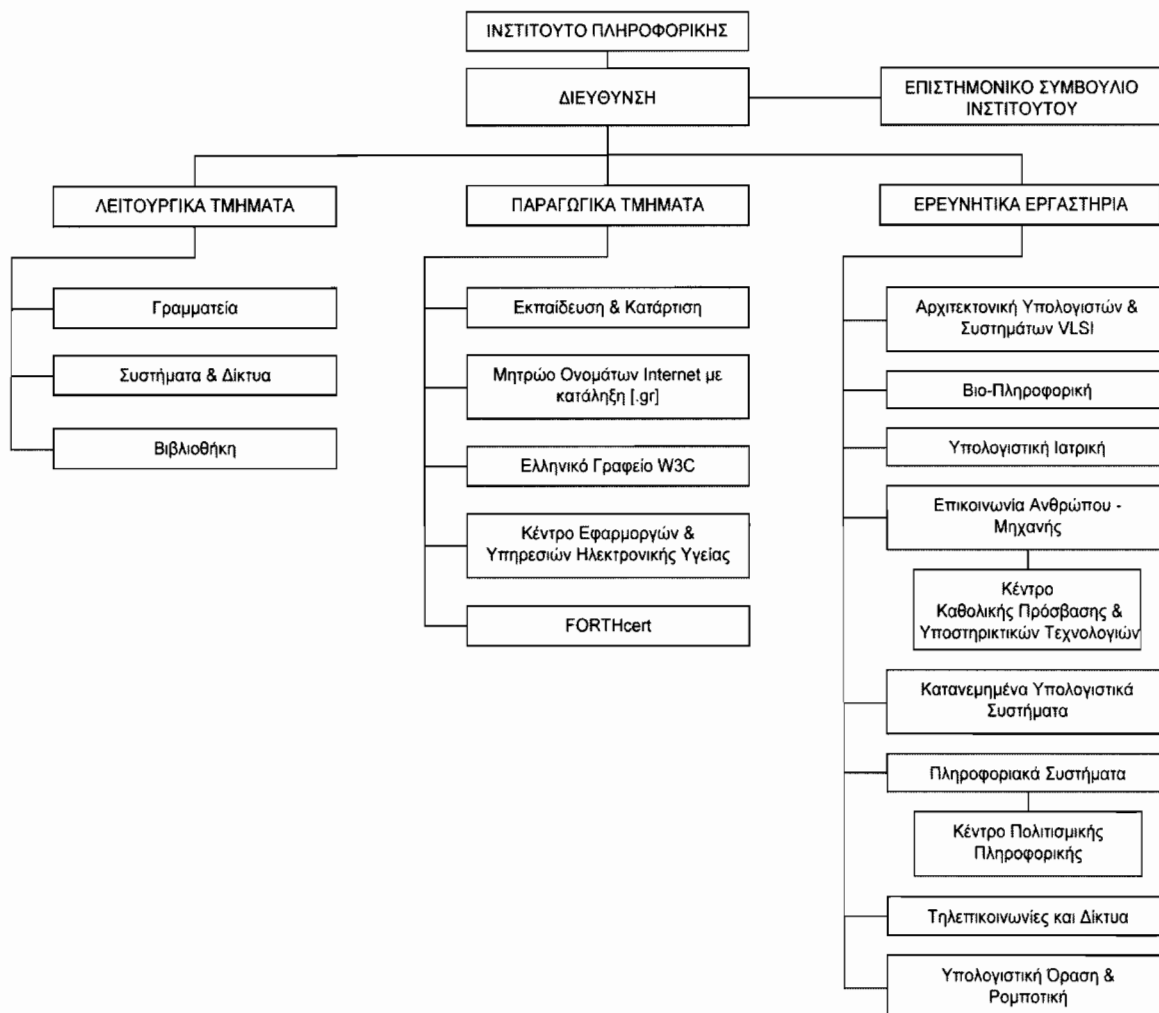 ΙΝΣΤΙΤΟΥΤΟ ΠΛΗΡΟΦΟΡΙΚΗΣ
ΔΙΕΥΘΥΝΣΗ
ΕΠΙΣΤΗΜΟΝΙΚΟ ΣΥΜΒΟΥΛΙΟ
ΙΝΣΤΙΤΟΥΤΟΥ
ΛΕΙΤΟΥΡΓΙΚΑ ΤΜΗΜΑΤΑ
Γραμματεία
Συστήματα & Δίκτυα
Βιβλιοθήκη
ΠΑΡΑΓΩΓΙΚΑ ΤΜΗΜΑΤΑ
Εκπαίδευση & Κατάρτιση
Μητρώο Ονομάτων Internet με
κατάληξη [.gr]
Ελληνικό Γραφείο W3C
Κέντρο Εφαρμοργών &
Υπηρεσιών Ηλεκτρονικής Υγείας
FORTHcert
ΕΡΕΥΝΗΤΙΚΑ ΕΡΓΑΣΤΗΡΙΑ
Αρχιτεκτονική Υπολογιστών &
Συστημάτων VLSI
Βιο-Πληροφορική
Υπολογιστική Ιατρική
Επικοινωνία Ανθρώπου -
Μηχανής
Κέντρο
Καθολικής Πρόσβασης &
Υποστηρικτικών Τεχνολογιών
Κατανεμημένα Υπολογιστικά
Συστήματα
Πληροφοριακά Συστήματα
Κέντρο Πολιτισμικής
Πληροφορικής
Τηλεπικοινωνίες και Δίκτυα
Υπολογιστική Όραση &
Ρομποτική